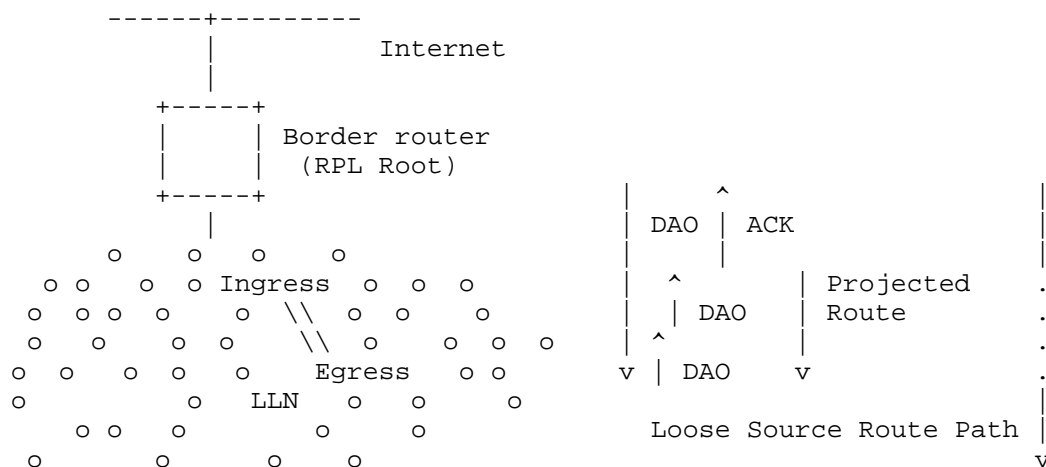 Internet
Border router
(RPL Root)
DAO ACK
Ingress Projected
DAO Route
Egress DAO
LLN
Loose Source Route Path